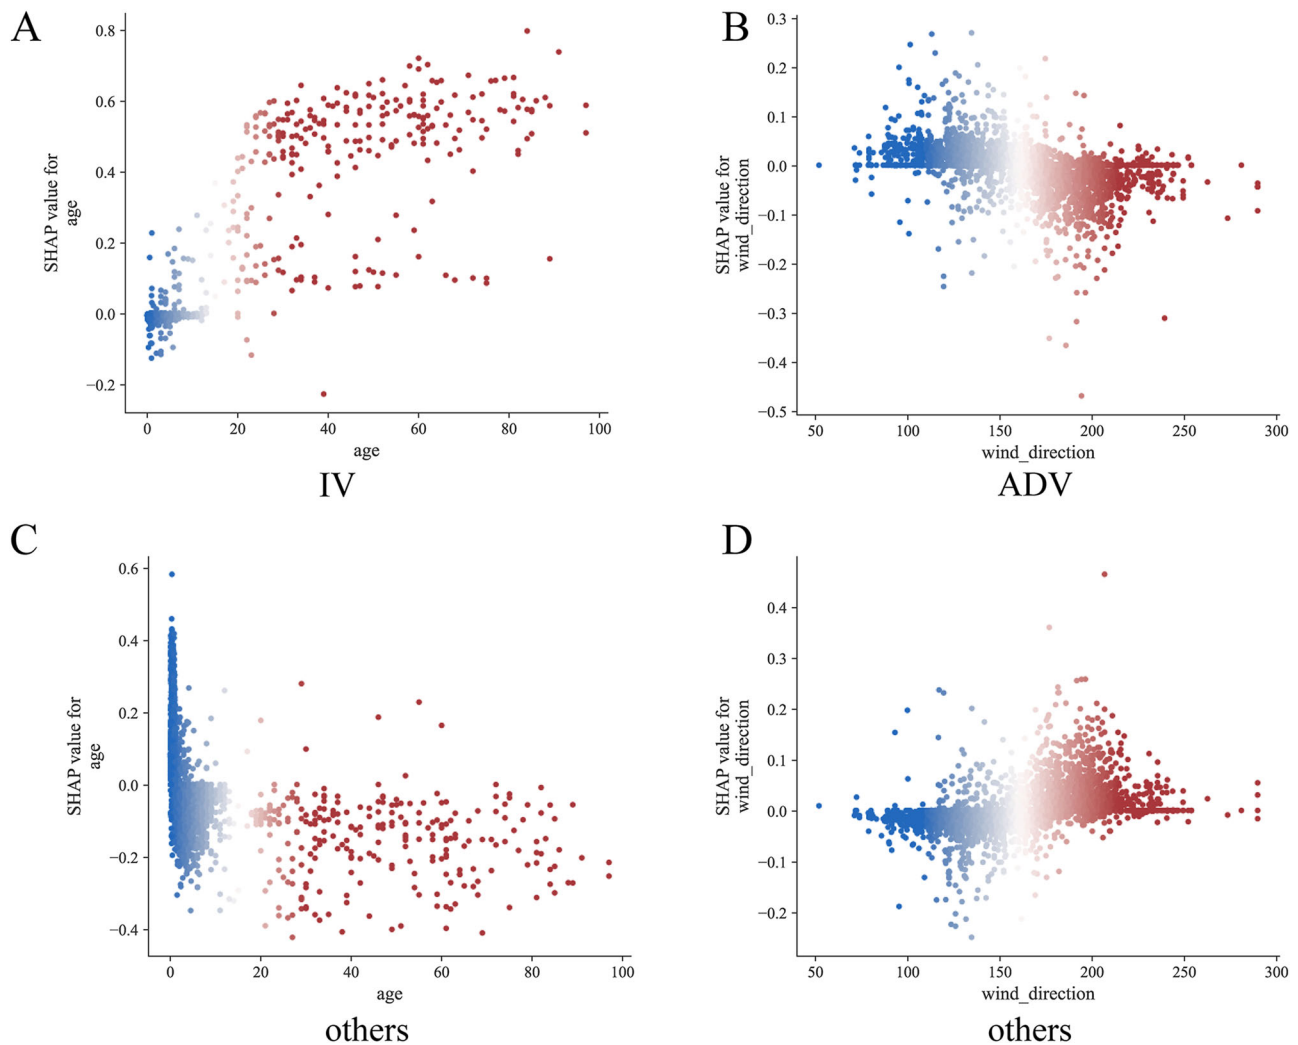 A
0.8
0.6
0.4
0.2
0.0
−0.2
SHAP value for
age
0 20 40 60 80 100
age
IV
B
0.3
0.2
0.1
0.0
−0.1
−0.2
−0.3
−0.4
−0.5
SHAP value for
wind_direction
50 100 150 200 250 300
wind_direction
ADV
C
0.6
0.4
0.2
0.0
−0.2
−0.4
SHAP value for
age
0 20 40 60 80 100
age
others
D
0.4
0.3
0.2
0.1
0.0
−0.1
−0.2
SHAP value for
wind_direction
50 100 150 200 250 300
wind_direction
others